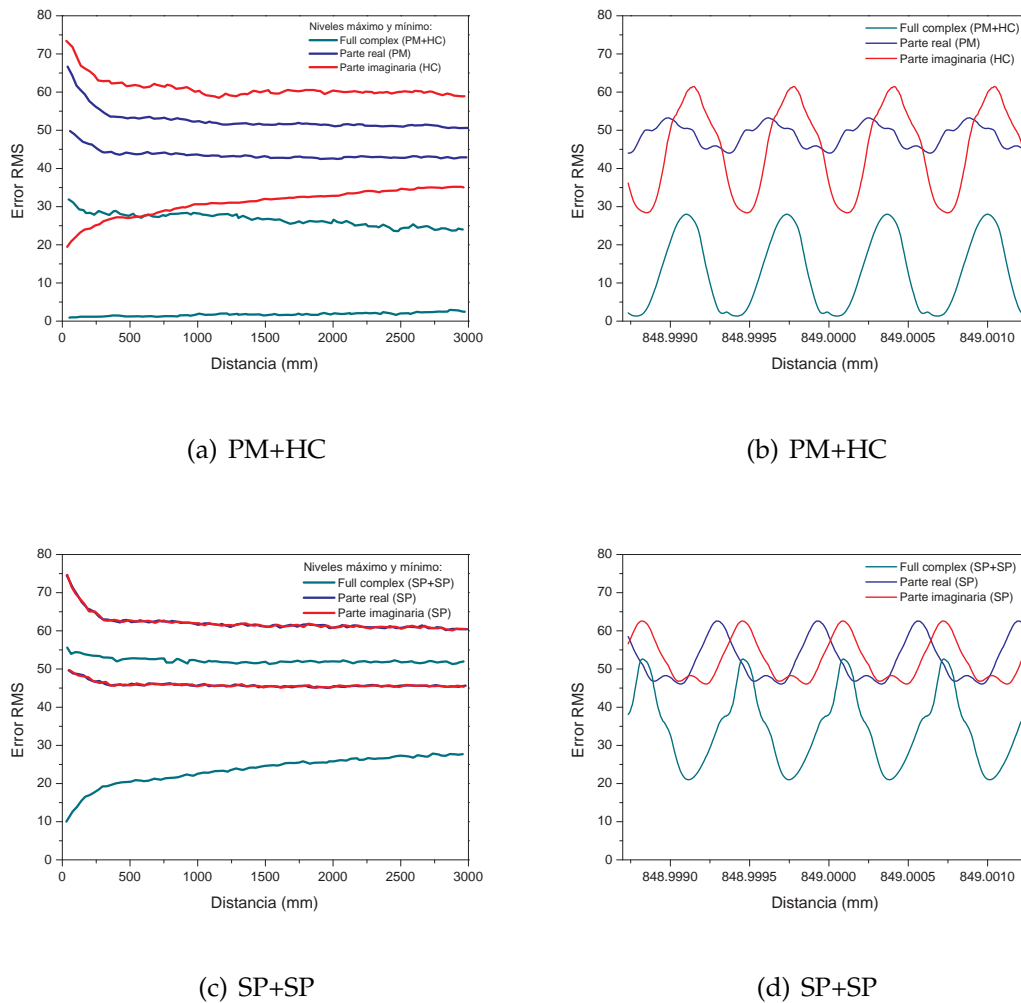 Niveles máximo y mínimo:
Full complex (PM+HC)
Parte real (PM)
Parte imaginaria (HC)
80
70
60
50
40
30
20
10
0
Error RMS
0 500 1000 1500 2000 2500 3000
Distancia (mm)
(a) PM+HC
Full complex (PM+HC)
Parte real (PM)
Parte imaginaria (HC)
80
70
60
50
40
30
20
10
0
Error RMS
848.9990 848.9995 849.0000 849.0005 849.0010
Distancia (mm)
(b) PM+HC
Niveles máximo y mínimo:
Full complex (SP+SP)
Parte real (SP)
Parte imaginaria (SP)
80
70
60
50
40
30
20
10
0
Error RMS
0 500 1000 1500 2000 2500 3000
Distancia (mm)
(c) SP+SP
Full complex (SP+SP)
Parte real (SP)
Parte imaginaria (SP)
80
70
60
50
40
30
20
10
0
Error RMS
848.9990 848.9995 849.0000 849.0005 849.0010
Distancia (mm)
(d) SP+SP